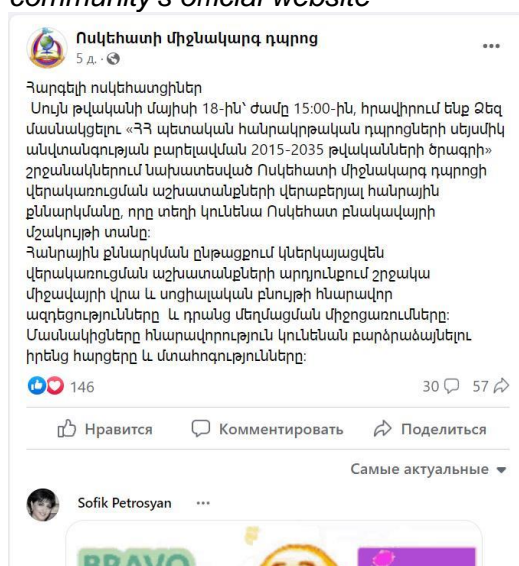 community's official website
Ոսկեհատի միջնակարգ դպրոց
5 д. ·
Հարգելի ոսկեհատցիներ
Սույն թվականի մայիսի 18-ին՝ ժամը 15:00-ին, հրավիրում ենք Ձեզ
մասնակցելու «ՀՀ պետական հանրակրթական դպրոցների սեյսմիկ
անվտանգության բարելավման 2015-2035 թվականների ծրագրի»
շրջանակներում նախատեսված Ոսկեհատի միջնակարգ դպրոցի
վերակառուցման աշխատանքների վերաբերյալ հանրային
քննարկմանը, որը տեղի կունենա Ոսկեհատ բնակավայրի
մշակույթի տանը:
Հանրային քննարկման ընթացքում կներկայացվեն
վերակառուցման աշխատանքների արդյունքում շրջակա
միջավայրի վրա և սոցիալական բնույթի հնարավոր
ազդեցությունները և դրանց մեղմացման միջոցառումները:
Մասնակիցները հնարավորություն կունենան բարձրաձայնելու
իրենց հարցերը և մտահոգությունները:
146 30 57
Нравится Комментировать Поделиться
Самые актуальные
Sofik Petrosyan
BRAVO